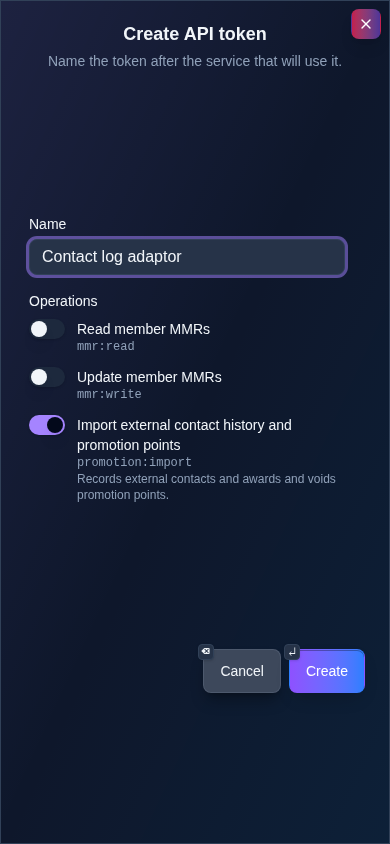 Create API token
Name the token after the service that will use it.
Name
Contact log adaptor
Operations
Read member MMRs
mmr:read
Update member MMRs
mmr:write
Import external contact history and
promotion points
promotion:import
Records external contacts and awards and voids
promotion points.
Cancel
Create